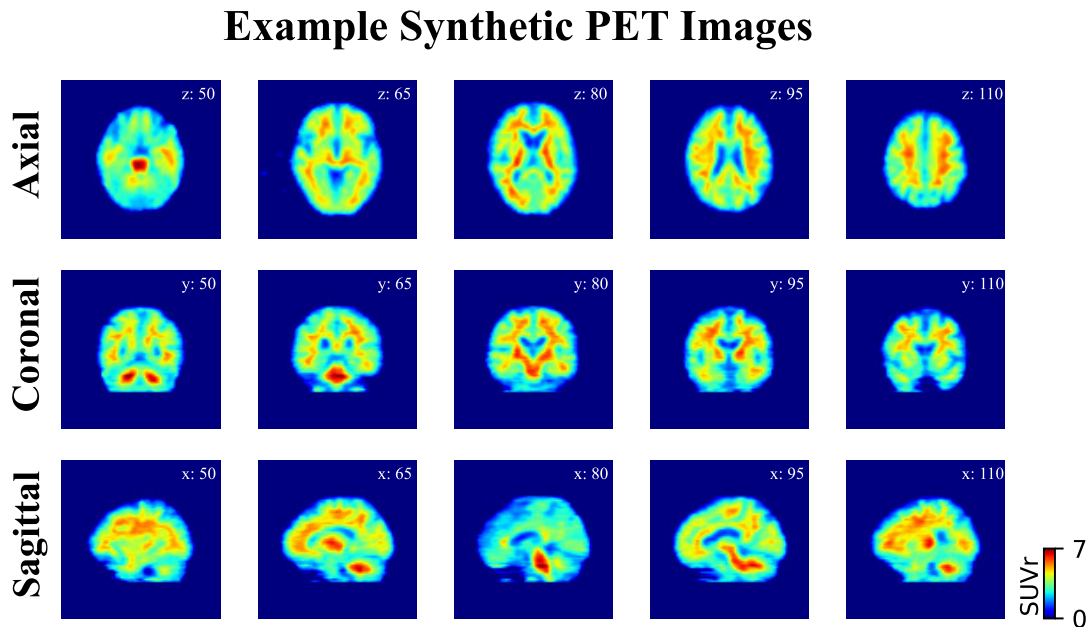 Example Synthetic PET Images
Axial
z: 50
z: 65
z: 80
z: 95
z: 110
Coronal
y: 50
y: 65
y: 80
y: 95
y: 110
Sagittal
x: 50
x: 65
x: 80
x: 95
x: 110
SUVr
7
0